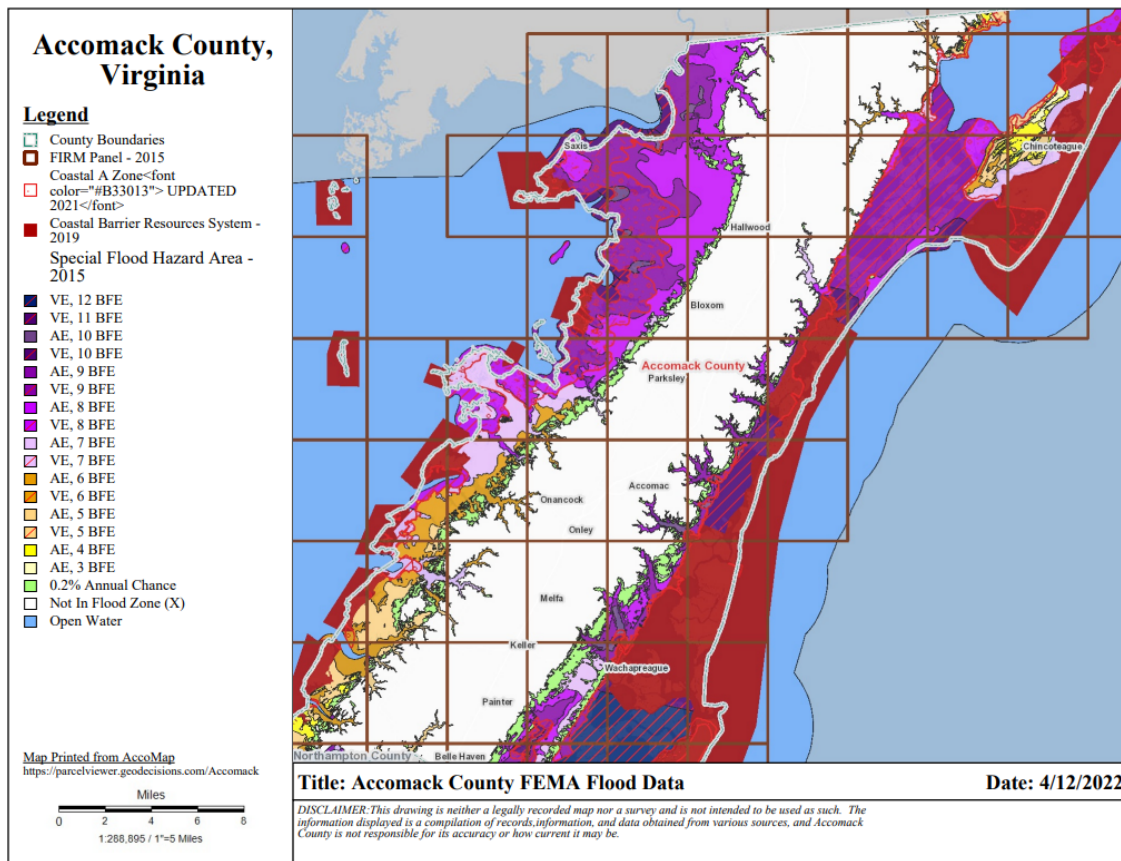 Accomack County,
Virginia
Legend
County Boundaries
FIRM Panel - 2015
Coastal A Zone<font
color="#B33013"> UPDATED
2021</font>
Coastal Barrier Resources System -
2019
Special Flood Hazard Area -
2015
VE, 12 BFE
VE, 11 BFE
AE, 10 BFE
VE, 10 BFE
AE, 9 BFE
VE, 9 BFE
AE, 8 BFE
VE, 8 BFE
AE, 7 BFE
VE, 7 BFE
AE, 6 BFE
VE, 6 BFE
AE, 5 BFE
VE, 5 BFE
AE, 4 BFE
AE, 3 BFE
0.2% Annual Chance
Not In Flood Zone (X)
Open Water
Map Printed from AccoMap
https://parcelviewer.geodecisions.com/Accomack
Miles
0 2 4 6 8
1:288,895 / 1"=5 Miles
Saxis
Chincoteague
Hallwood
Bloxom
Accomack County
Parksley
Onancock
Accomac
Onley
Melfa
Keller
Wachapreague
Painter
Northampton County
Belle Haven
Title: Accomack County FEMA Flood Data
Date: 4/12/2022
DISCLAIMER:This drawing is neither a legally recorded map nor a survey and is not intended to be used as such. The
information displayed is a compilation of records,information, and data obtained from various sources, and Accomack
County is not responsible for its accuracy or how current it may be.